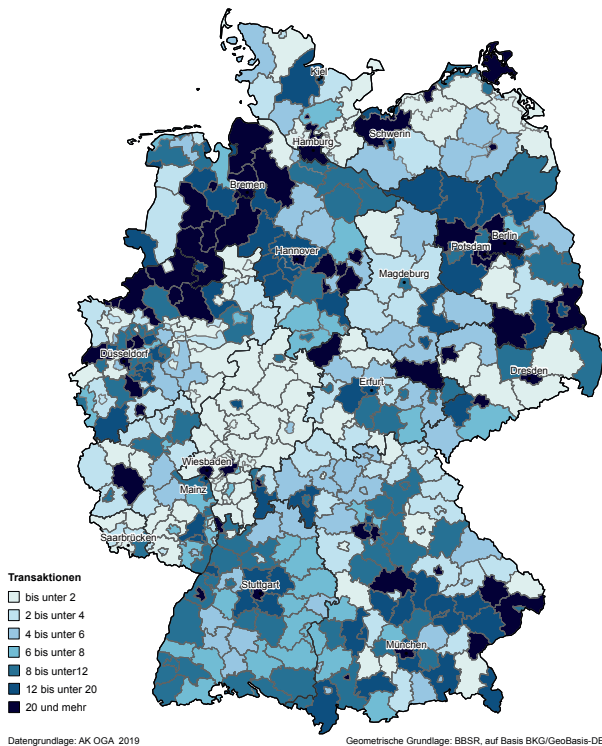 Kiel
Schwerin
Hamburg
Bremen
Berlin
Potsdam
Hannover
Magdeburg
Düsseldorf
Dresden
Erfurt
Wiesbaden
Mainz
Saarbrücken
Stuttgart
München
Transaktionen
bis unter 2
2 bis unter 4
4 bis unter 6
6 bis unter 8
8 bis unter12
12 bis unter 20
20 und mehr
Datengrundlage: AK OGA 2019
Geometrische Grundlage: BBSR, auf Basis BKG/GeoBasis-DE